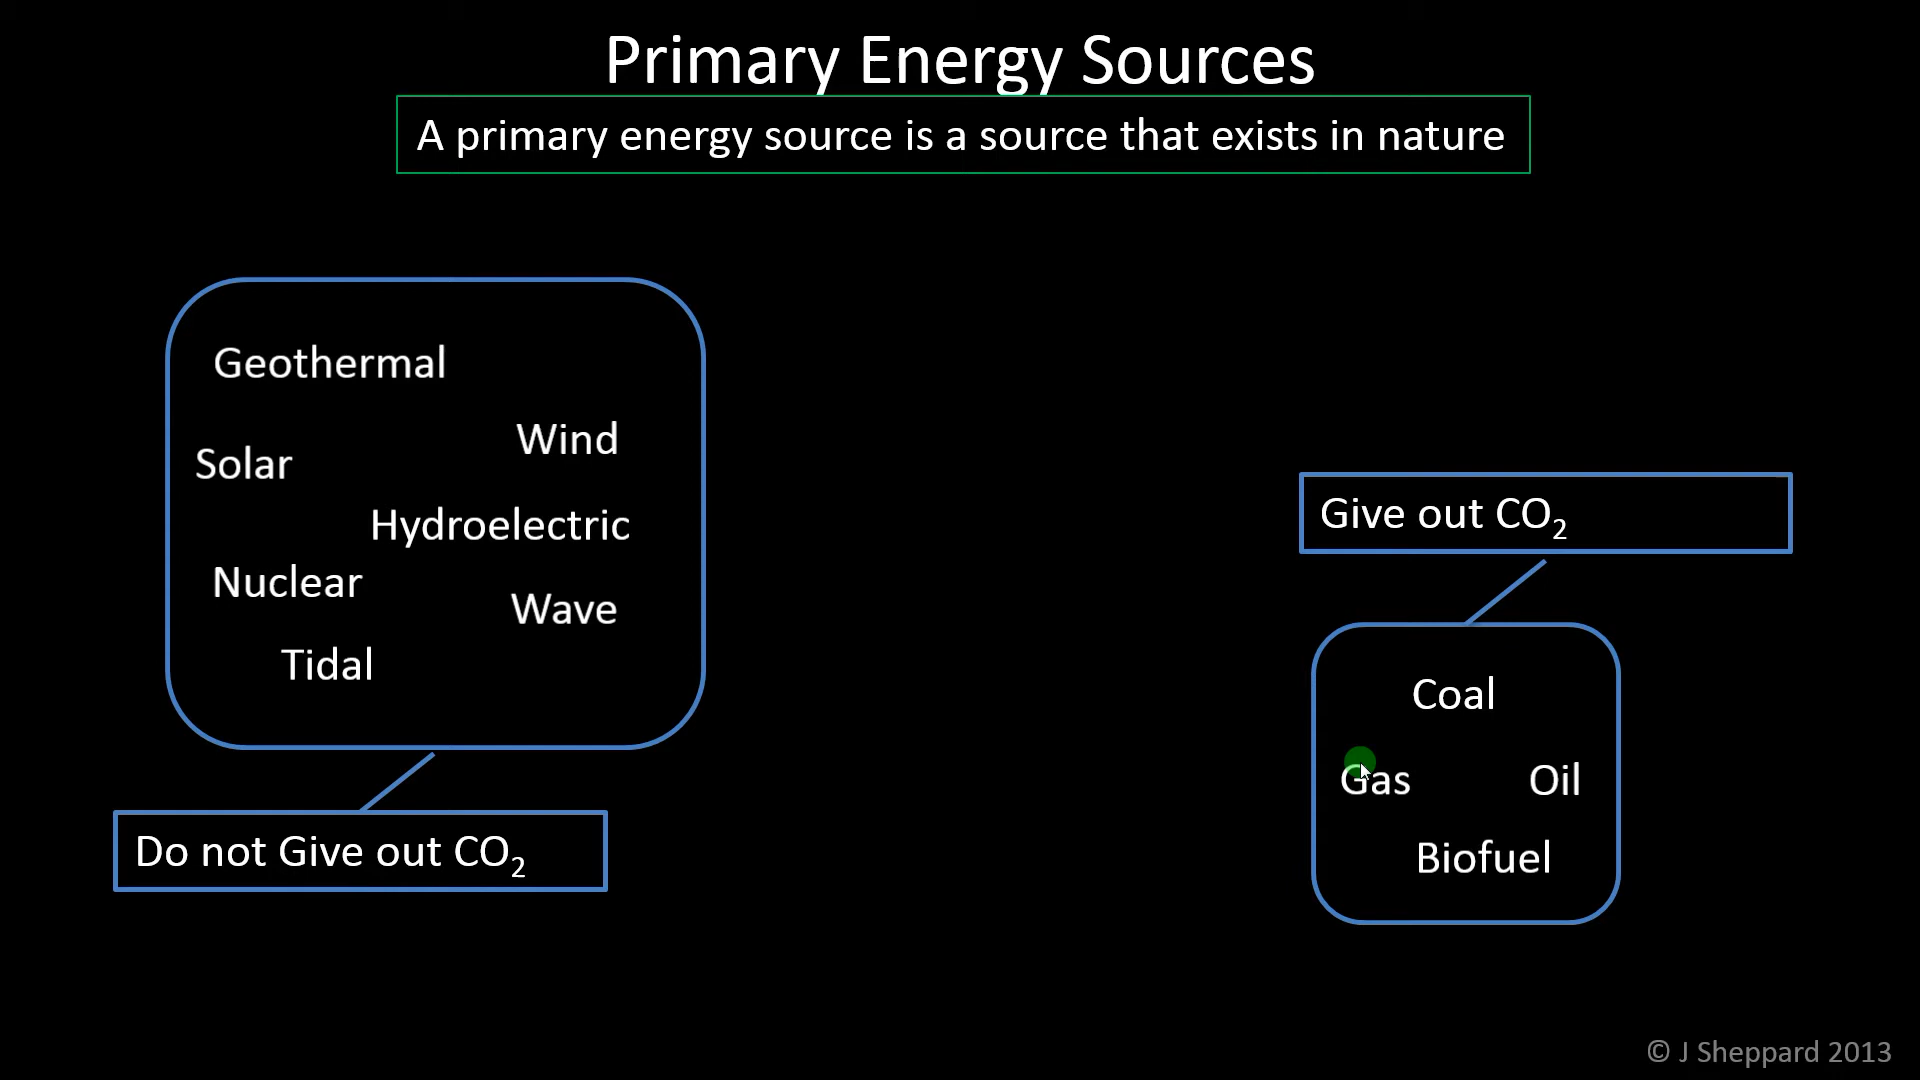 Primary Energy Sources
A primary energy source is a source that exists in nature
Geothermal
Wind
Solar
Hydroelectric
Nuclear
Wave
Tidal
Do not Give out CO₂
Give out CO₂
Coal
Gas
Oil
Biofuel
© J Sheppard 2013